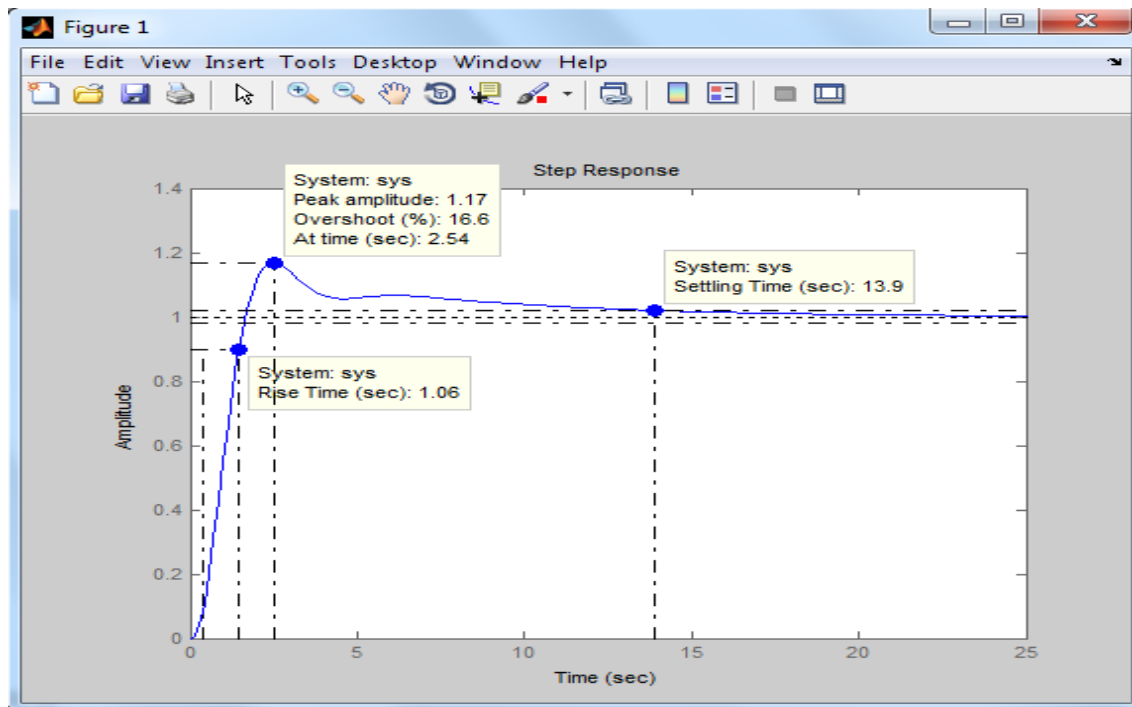 Figure 1
File Edit View Insert Tools Desktop Window Help
Step Response
System: sys
Peak amplitude: 1.17
Overshoot (%): 16.6
At time (sec): 2.54
System: sys
Settling Time (sec): 13.9
System: sys
Rise Time (sec): 1.06
Amplitude
1.4
1.2
1
0.8
0.6
0.4
0.2
0
0 5 10 15 20 25
Time (sec)